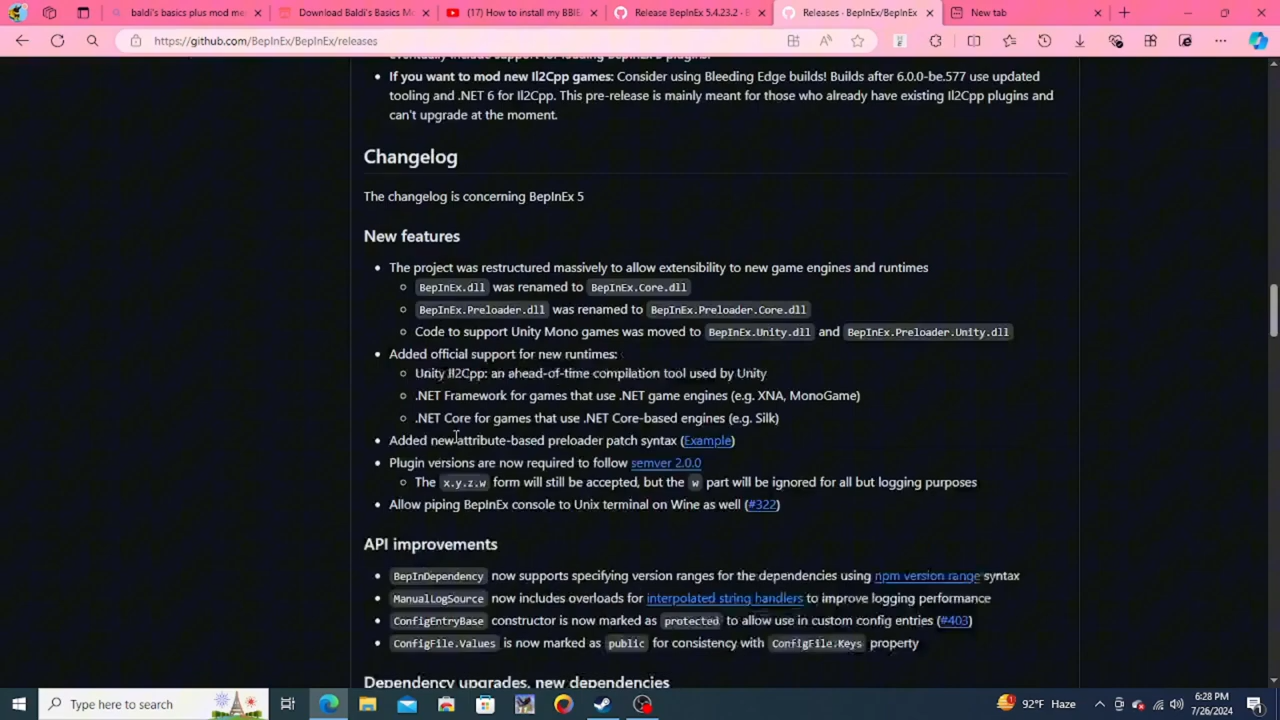 baldi's basics plus mod me
Download Baldi's Basics Mo
(17) How to install my BBIE
Release BepInEx 5.4.23.2 - B
Releases - BepInEx/BepInEx
New tab
https://github.com/BepInEx/BepInEx/releases
If you want to mod new Il2Cpp games: Consider using Bleeding Edge builds! Builds after 6.0.0-be.577 use updated
tooling and .NET 6 for Il2Cpp. This pre-release is mainly meant for those who already have existing Il2Cpp plugins and
can't upgrade at the moment.
Changelog
The changelog is concerning BepInEx 5
New features
The project was restructured massively to allow extensibility to new game engines and runtimes
BepInEx.dll was renamed to BepInEx.Core.dll
BepInEx.Preloader.dll was renamed to BepInEx.Preloader.Core.dll
Code to support Unity Mono games was moved to BepInEx.Unity.dll and BepInEx.Preloader.Unity.dll
Added official support for new runtimes:
Unity Il2Cpp: an ahead-of-time compilation tool used by Unity
.NET Framework for games that use .NET game engines (e.g. XNA, MonoGame)
.NET Core for games that use .NET Core-based engines (e.g. Silk)
Added new attribute-based preloader patch syntax (Example)
Plugin versions are now required to follow semver 2.0.0
The x.y.z.w form will still be accepted, but the w part will be ignored for all but logging purposes
Allow piping BepInEx console to Unix terminal on Wine as well (#322)
API improvements
BepInDependency now supports specifying version ranges for the dependencies using npm version range syntax
ManualLogSource now includes overloads for interpolated string handlers to improve logging performance
ConfigEntryBase constructor is now marked as protected to allow use in custom config entries (#403)
ConfigFile.Values is now marked as public for consistency with ConfigFile.Keys property
Dependency upgrades, new dependencies
Type here to search
92°F Haze
6:28 PM
7/26/2024